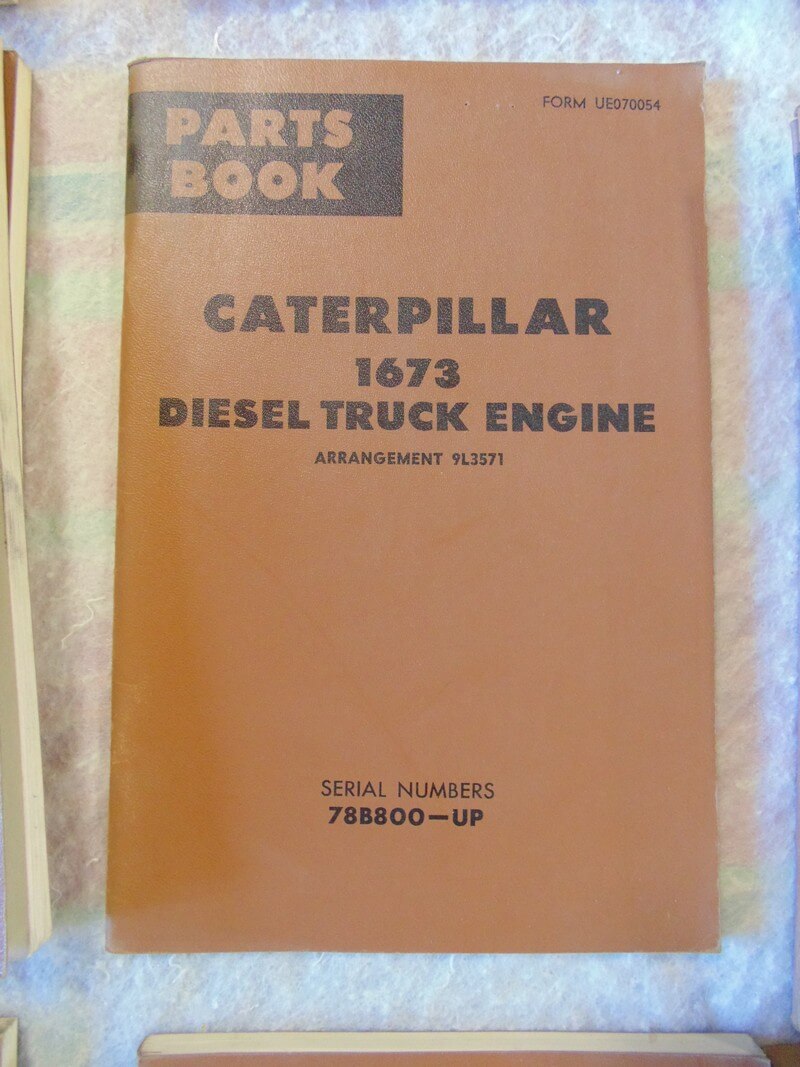 FORM UE070054
PARTS
BOOK
CATERPILLAR
1673
DIESEL TRUCK ENGINE
ARRANGEMENT 9L3571
SERIAL NUMBERS
78B800—UP